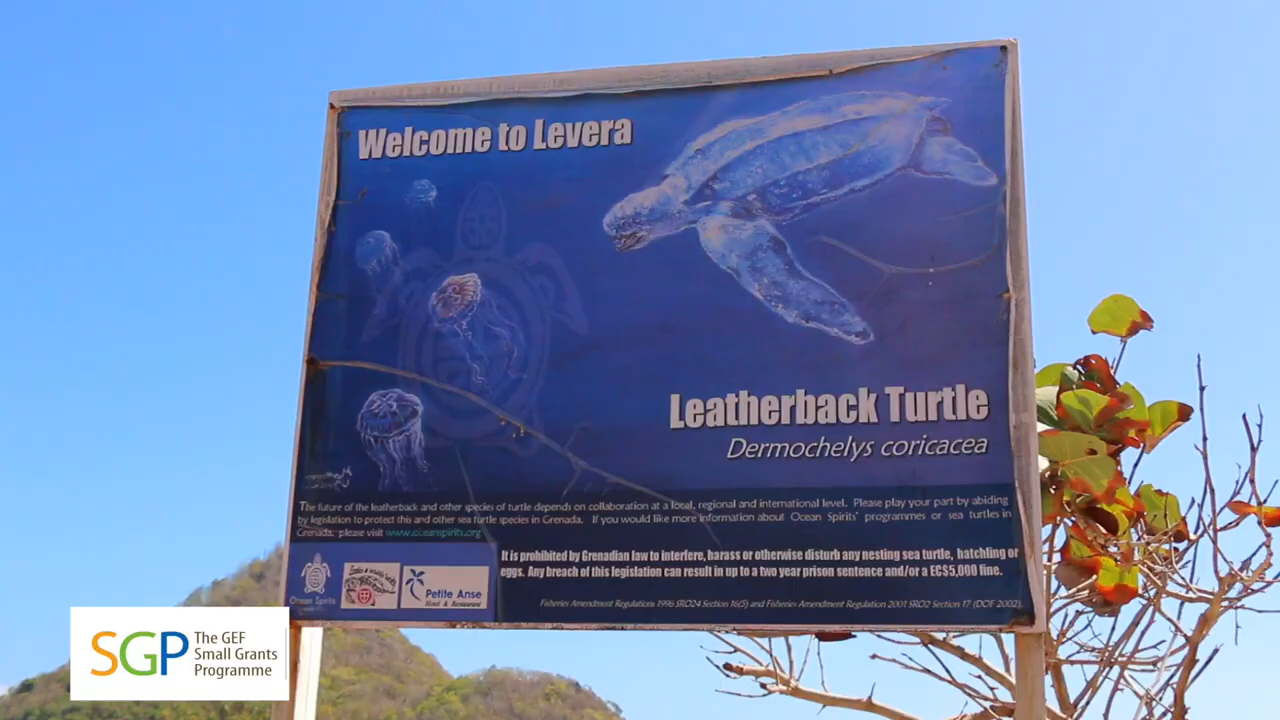 Welcome to Levera
Leatherback Turtle
Dermochelys coricacea
The future of the leatherback and other species of turtle depends on collaboration at a local, regional and international level. Please play your part by abiding
by legislation to protect this and other sea turtle species in Grenada. If you would like more information about Ocean Spirits' programmes or sea turtles in
Grenada, please visit www.oceanspirits.org
It is prohibited by Grenadian law to interfere, harass or otherwise disturb any nesting sea turtle, hatchling or
eggs. Any breach of this legislation can result in up to a two year prison sentence and/or a EC$5,000 fine.
Ocean Spirits
Petite Anse
Hotel & Restaurant
Fisheries Amendment Regulations 1996 SRO24 Section 16(5) and Fisheries Amendment Regulation 2001 SRO2 Section 17 (DOF 2002).
SGP
The GEF
Small Grants
Programme